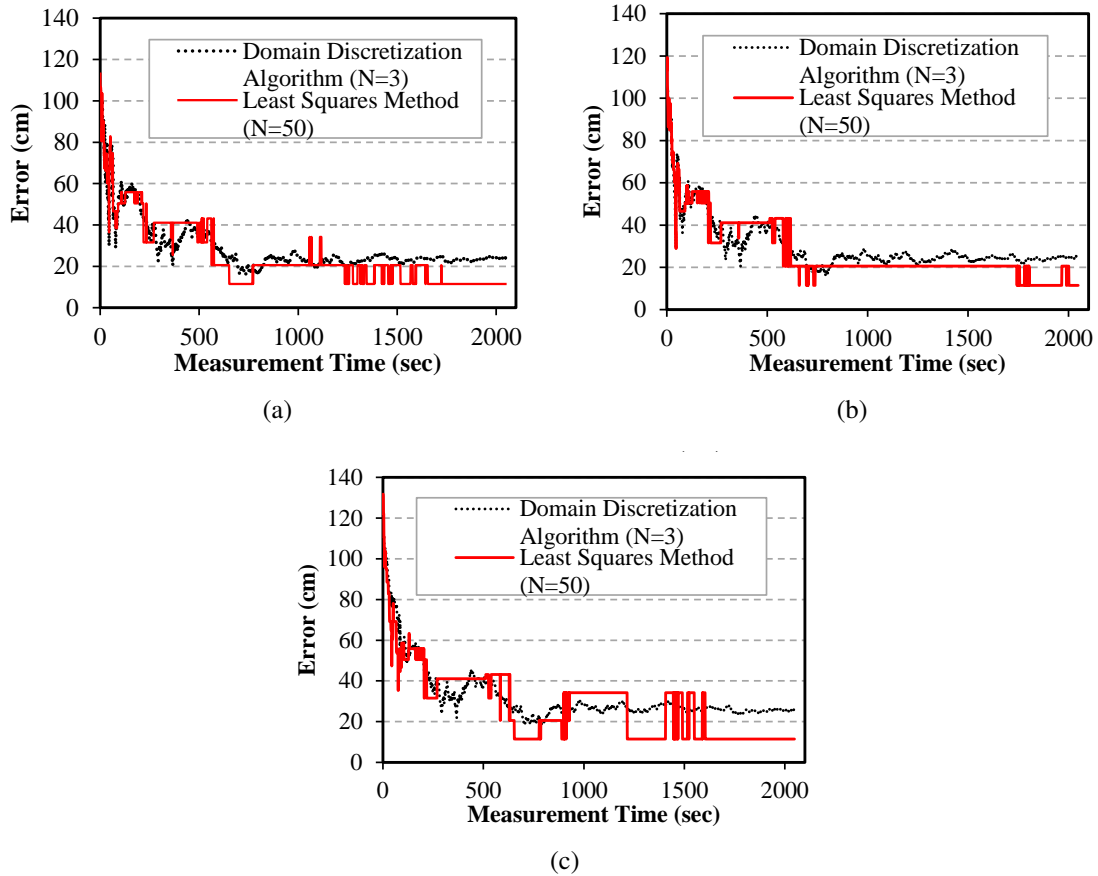 140
120
100
80
60
40
20
0
Error (cm)
Domain Discretization
Algorithm (N=3)
Least Squares Method
(N=50)
0 500 1000 1500 2000
Measurement Time (sec)
(a)
140
120
100
80
60
40
20
0
Error (cm)
Domain Discretization
Algorithm (N=3)
Least Squares Method
(N=50)
0 500 1000 1500 2000
Measurement Time (sec)
(b)
140
120
100
80
60
40
20
0
Error (cm)
Domain Discretization
Algorithm (N=3)
Least Squares Method
(N=50)
0 500 1000 1500 2000
Measurement Time (sec)
(c)